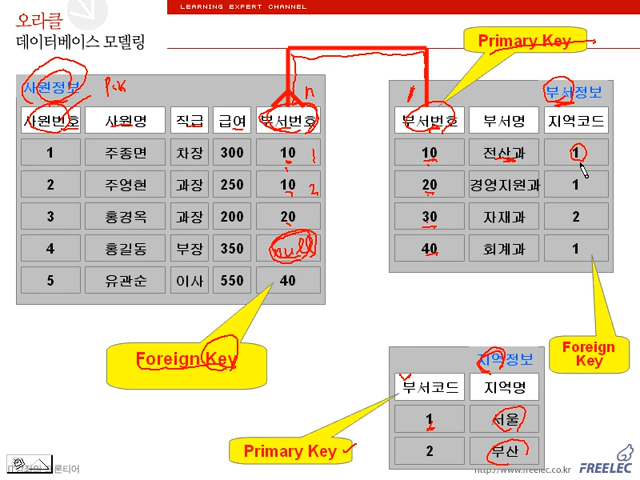 LEARNING EXPERT CHANNEL
오라클
데이터베이스 모델링
Primary Key
사원정보 P.K
n
1
부서정보
사원번호 사원명 직급 급여 부서번호
부서번호 부서명 지역코드
1 주종면 차장 300 10 1
10 전산과 1
2 주영현 과장 250 10 2
20 경영지원과 1
3 홍경옥 과장 200 20
30 자재과 2
4 홍길동 부장 350 null
40 회계과 1
5 유관순 이사 550 40
Foreign Key
Foreign
Key
지역정보
부서코드 지역명
1 서울
2 부산
Primary Key
http://www.freelec.co.kr
FREELEC